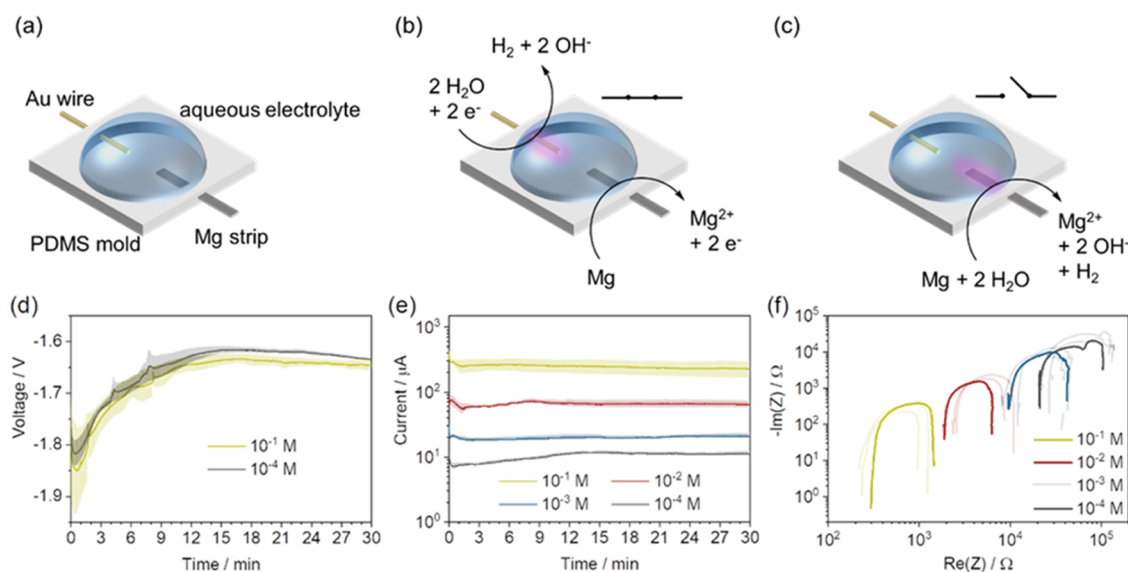 (a)
Au wire
aqueous electrolyte
PDMS mold
Mg strip
(b)
H₂ + 2 OH⁻
2 H₂O
+ 2 e⁻
Mg²⁺
+ 2 e⁻
Mg
(c)
Mg²⁺
+ 2 OH⁻
+ H₂
Mg + 2 H₂O
(d)
Voltage / V
-1.6
-1.7
-1.8
-1.9
10⁻¹ M
10⁻⁴ M
0 3 6 9 12 15 18 21 24 27 30
Time / min
(e)
Current / µA
10³
10²
10¹
10⁰
10⁻¹ M
10⁻² M
10⁻³ M
10⁻⁴ M
0 3 6 9 12 15 18 21 24 27 30
Time / min
(f)
-Im(Z) / Ω
10⁵
10⁴
10³
10²
10¹
10⁰
10⁻¹ M
10⁻² M
10⁻³ M
10⁻⁴ M
10² 10³ 10⁴ 10⁵
Re(Z) / Ω